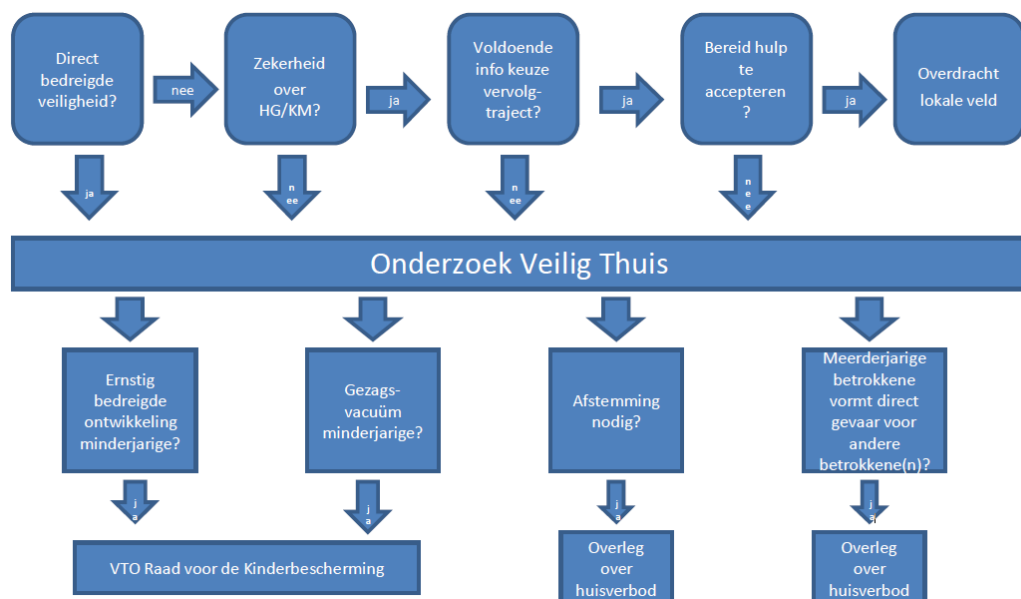 Direct
bedreigde
veiligheid?
nee
Zekerheid
over
HG/KM?
ja
Voldoende
info keuze
vervolg-
traject?
ja
Bereid hulp
te
accepteren
?
ja
Overdracht
lokale veld
ja
n
ee
n
ee
n
e
e
Onderzoek Veilig Thuis
Ernstig
bedreigde
ontwikkeling
minderjarige?
Gezags-
vacuüm
minderjarige?
Afstemming
nodig?
Meerderjarige
betrokkene
vormt direct
gevaar voor
andere
betrokkene(n)?
j
a
j
a
j
a
ja
VTO Raad voor de Kinderbescherming
Overleg
over
huisverbod
Overleg
over
huisverbod